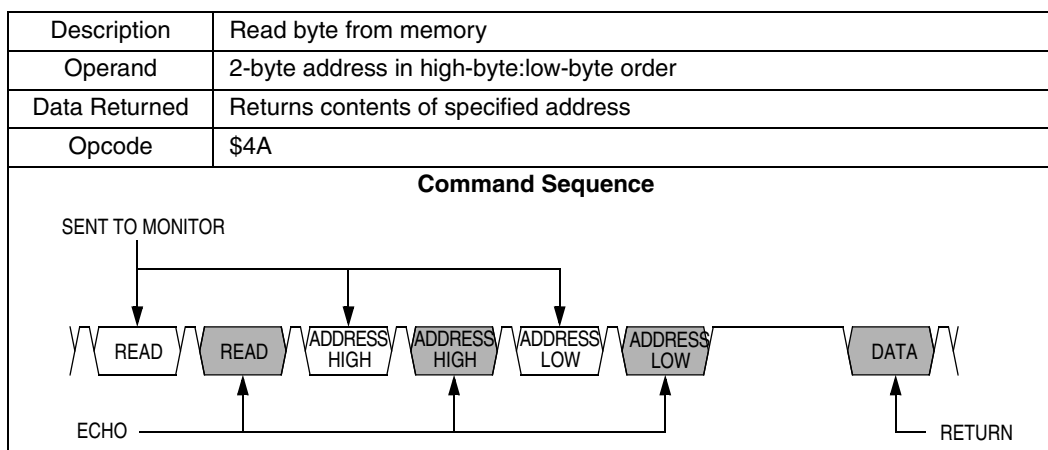 Description Read byte from memory
Operand 2-byte address in high-byte:low-byte order
Data Returned Returns contents of specified address
Opcode $4A
Command Sequence
SENT TO MONITOR
READ READ ADDRESS HIGH ADDRESS HIGH ADDRESS LOW ADDRESS LOW DATA
ECHO RETURN